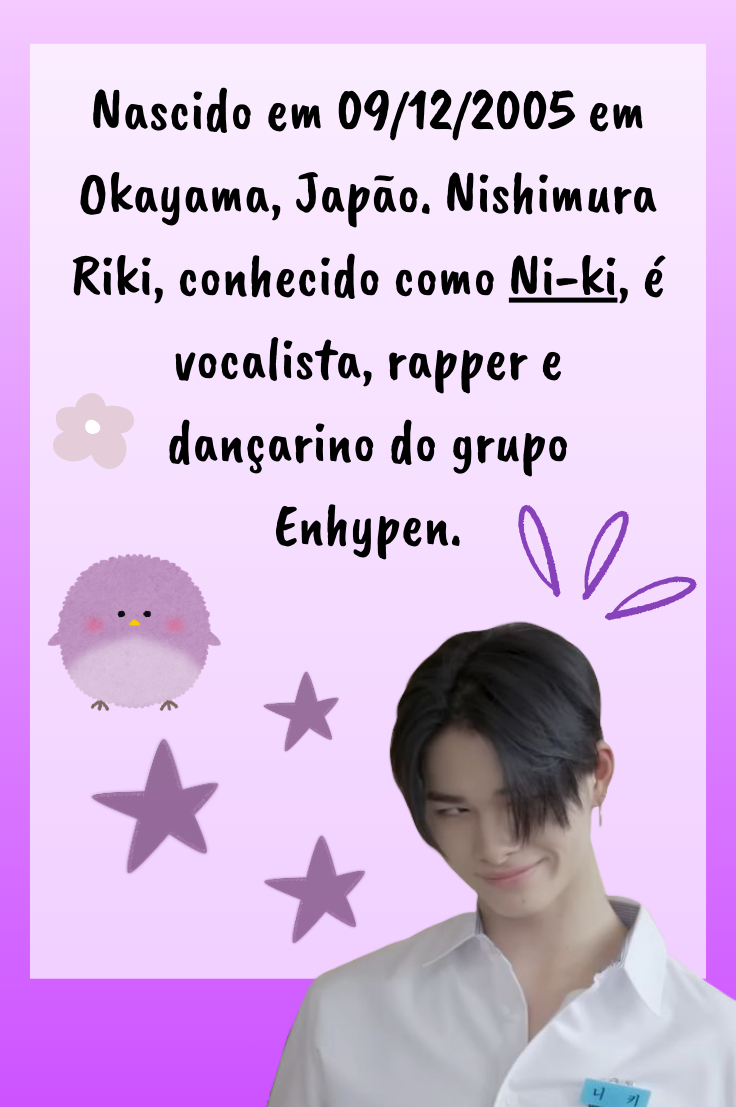 Nascido em 09/12/2005 em
Okayama, Japão. Nishimura
Riki, conhecido como Ni-ki, é
vocalista, rapper e
dançarino do grupo
Enhypen.
니 키